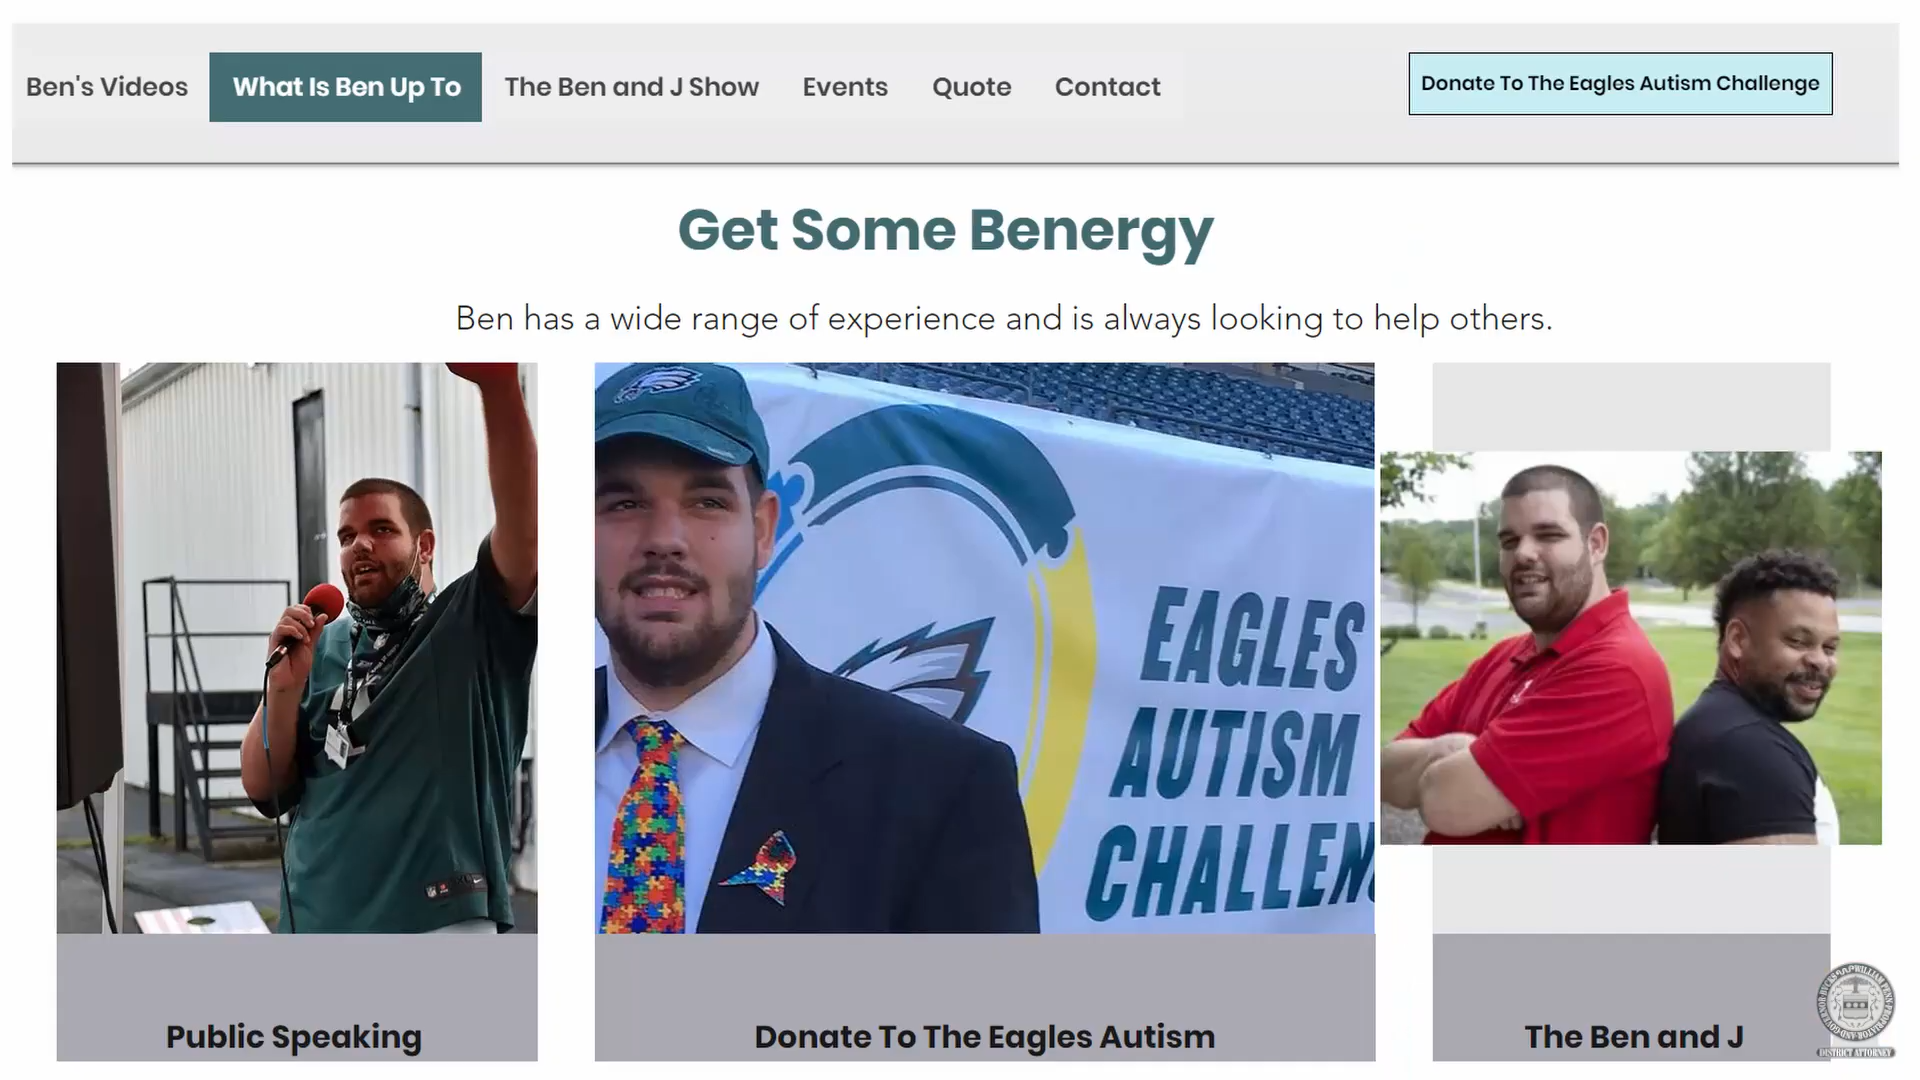 Ben's Videos
What Is Ben Up To
The Ben and J Show
Events
Quote
Contact
Donate To The Eagles Autism Challenge
Get Some Benergy
Ben has a wide range of experience and is always looking to help others.
EAGLES
AUTISM
CHALLEN
Public Speaking
Donate To The Eagles Autism
The Ben and J
DISTRICT ATTORNEY